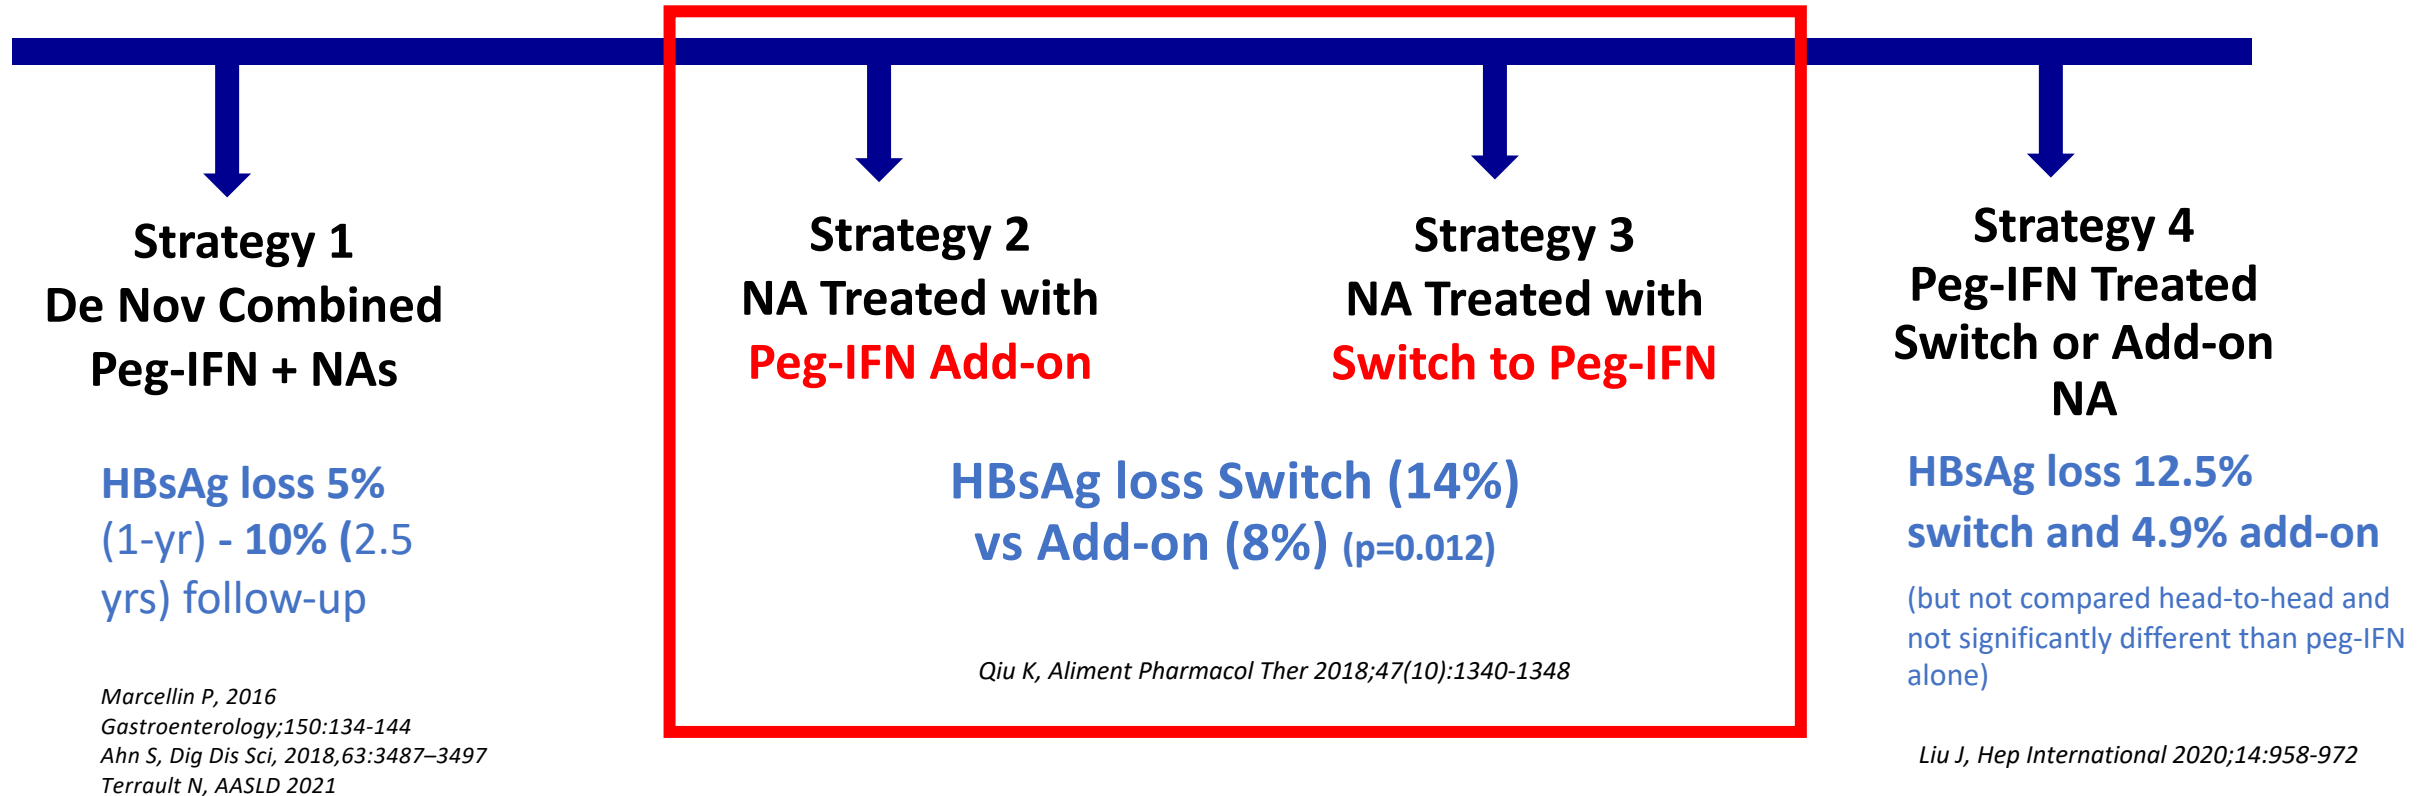 Strategy 1
De Nov Combined
Peg-IFN + NAs
HBsAg loss 5%
(1-yr) - 10% (2.5
yrs) follow-up
Marcellin P, 2016
Gastroenterology;150:134-144
Ahn S, Dig Dis Sci, 2018,63:3487–3497
Terrault N, AASLD 2021
Strategy 2
NA Treated with
Peg-IFN Add-on
Strategy 3
NA Treated with
Switch to Peg-IFN
HBsAg loss Switch (14%)
vs Add-on (8%) (p=0.012)
Qiu K, Aliment Pharmacol Ther 2018;47(10):1340-1348
Strategy 4
Peg-IFN Treated
Switch or Add-on
NA
HBsAg loss 12.5%
switch and 4.9% add-on
(but not compared head-to-head and
not significantly different than peg-IFN
alone)
Liu J, Hep International 2020;14:958-972